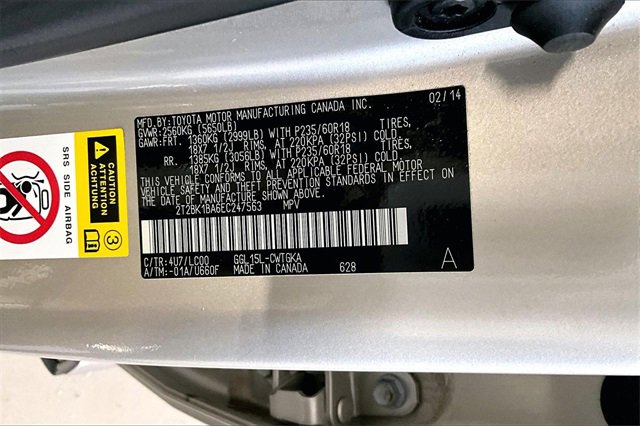 MFD.BY:TOYOTA MOTOR MANUFACTURING CANADA INC. 02/14
GVWR:2560KG(5650LB)
GAWR:FRT. 1360KG (2999LB) WITH P235/60R18 TIRES,
18X7 1/2J RIMS, AT 220KPA (32PSI) COLD
RR. 1385KG (3056LB) WITH P235/60R18 TIRES,
18X7 1/2J RIMS, AT 220KPA (32PSI) COLD
THIS VEHICLE CONFORMS TO ALL APPLICABLE FEDERAL MOTOR
VEHICLE SAFETY AND THEFT PREVENTION STANDARDS IN EFFECT ON
THE DATE OF MANUFACTURE SHOWN ABOVE.
2T2BK1BA6EC247563 MPV
C/TR: 4U7/LC00 GGL15L-CWTGKA
A/TM:-01A/U660F MADE IN CANADA 628 A
SRS SIDE AIRBAG
CAUTION
ATTENTION
ACHTUNG
3